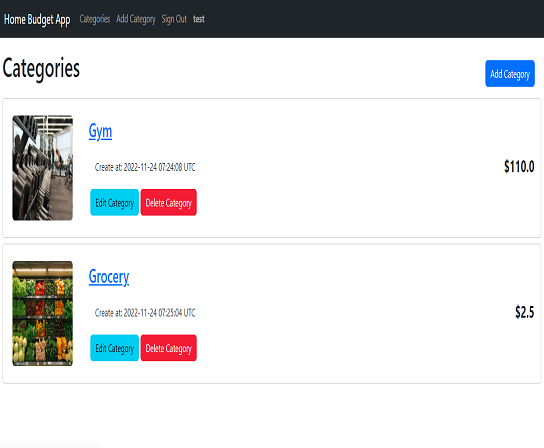 Home Budget App Categories Add Category Sign Out test
Categories
Add Category
Gym
Create at: 2022-11-24 07:24:08 UTC
$110.0
Edit Category Delete Category
Grocery
Create at: 2022-11-24 07:25:04 UTC
$2.5
Edit Category Delete Category